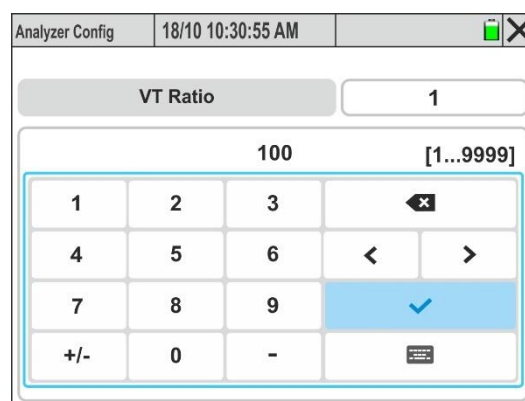 Analyzer Config 18/10 10:30:55 AM
VT Ratio 1
100 [1...9999]
1 2 3
4 5 6 < >
7 8 9
+/- 0 -